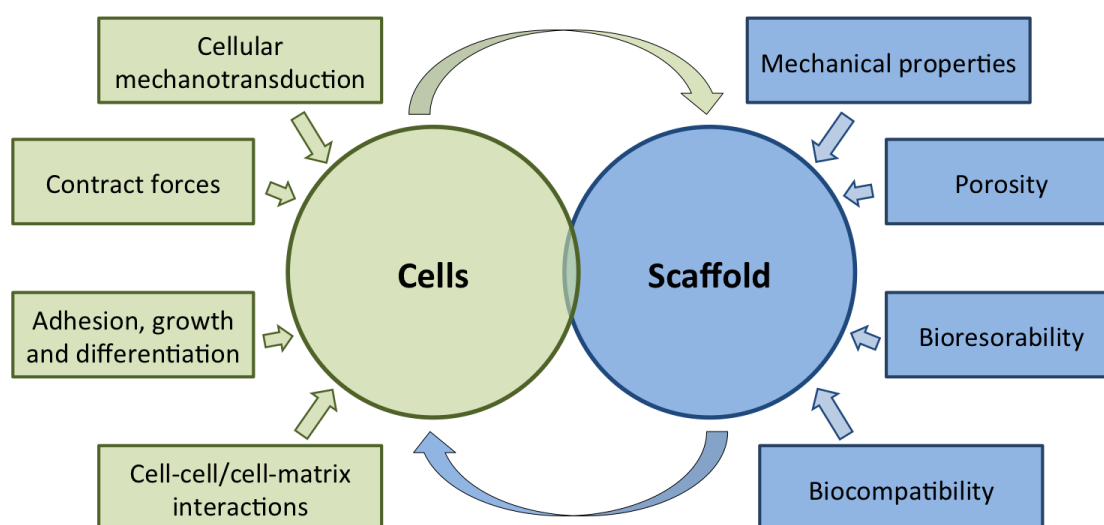 Cellular
mechanotransduction
Contract forces
Adhesion, growth
and differentiation
Cell-cell/cell-matrix
interactions
Cells
Scaffold
Mechanical properties
Porosity
Bioresorability
Biocompatibility